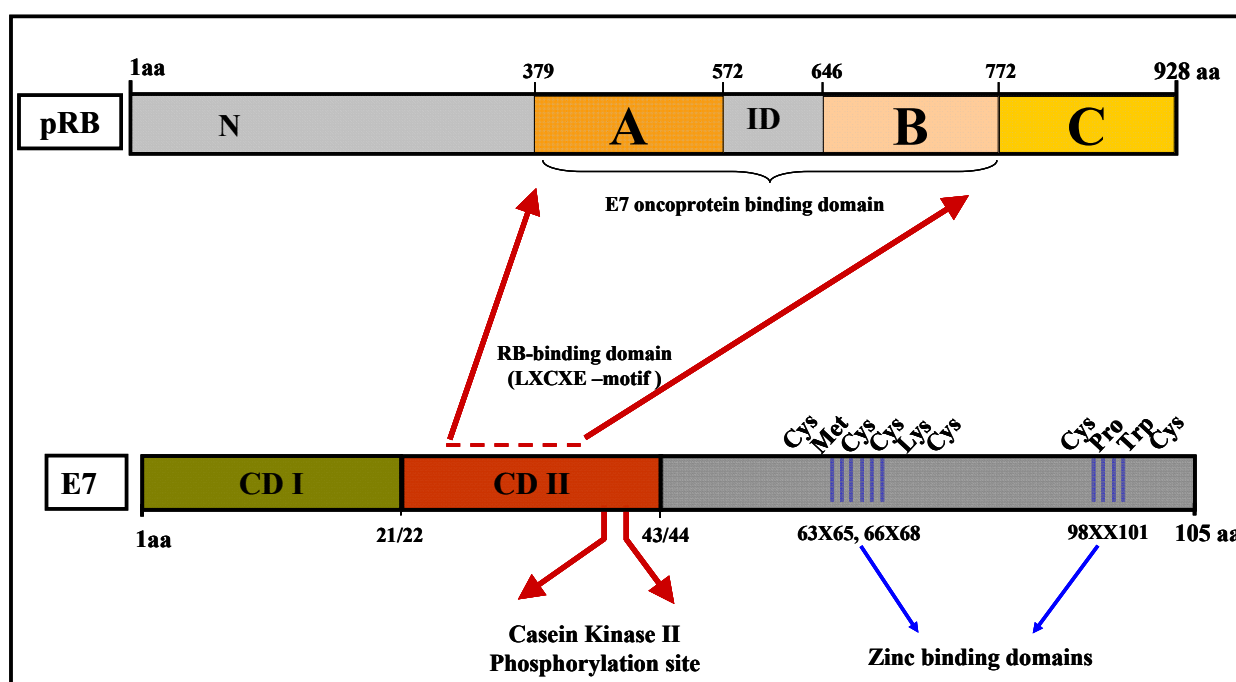 1aa 379 572 646 772 928 aa
pRB N A ID B C
E7 oncoprotein binding domain
RB-binding domain
(LXCXE –motif )
Cys Met Cys Cys Lys Cys Cys Pro Trp Cys
E7 CD I CD II
1aa 21/22 43/44 63X65, 66X68 98XX101 105 aa
Casein Kinase II
Phosphorylation site
Zinc binding domains